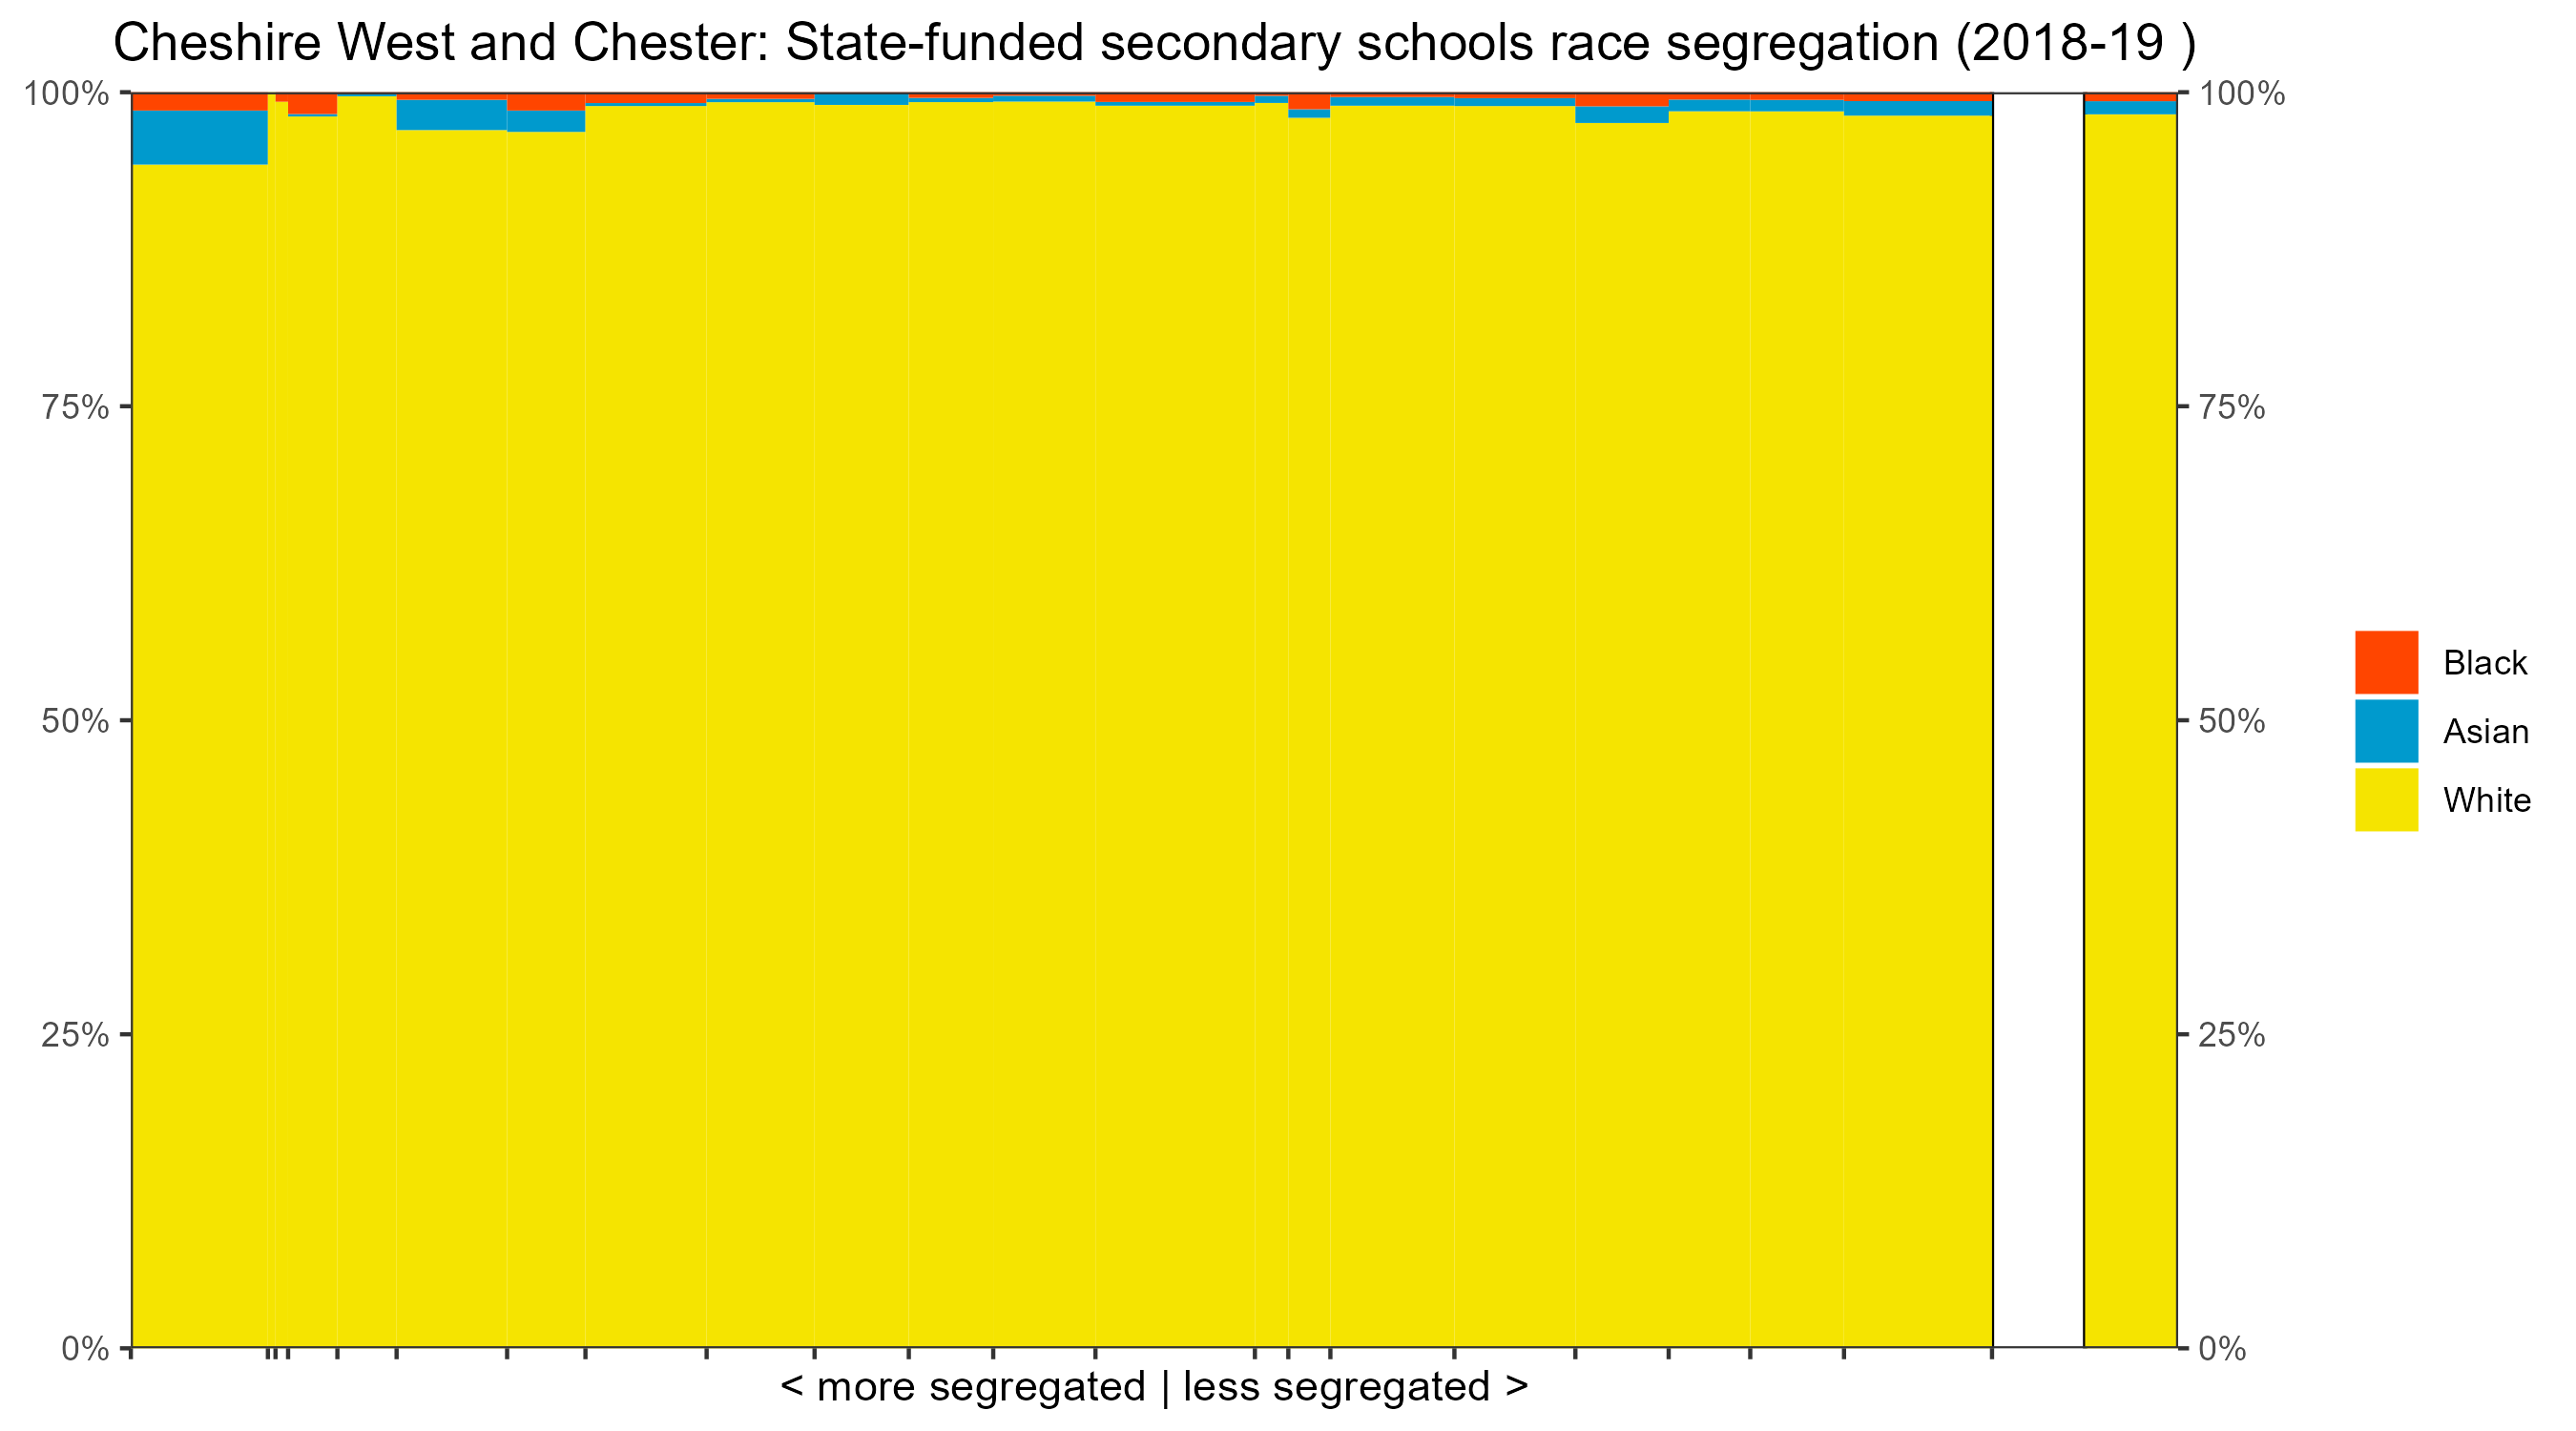 Cheshire West and Chester: State-funded secondary schools race segregation (2018-19 )
100%
75%
50%
25%
0%
100%
75%
50%
25%
0%
Black
Asian
White
< more segregated | less segregated >